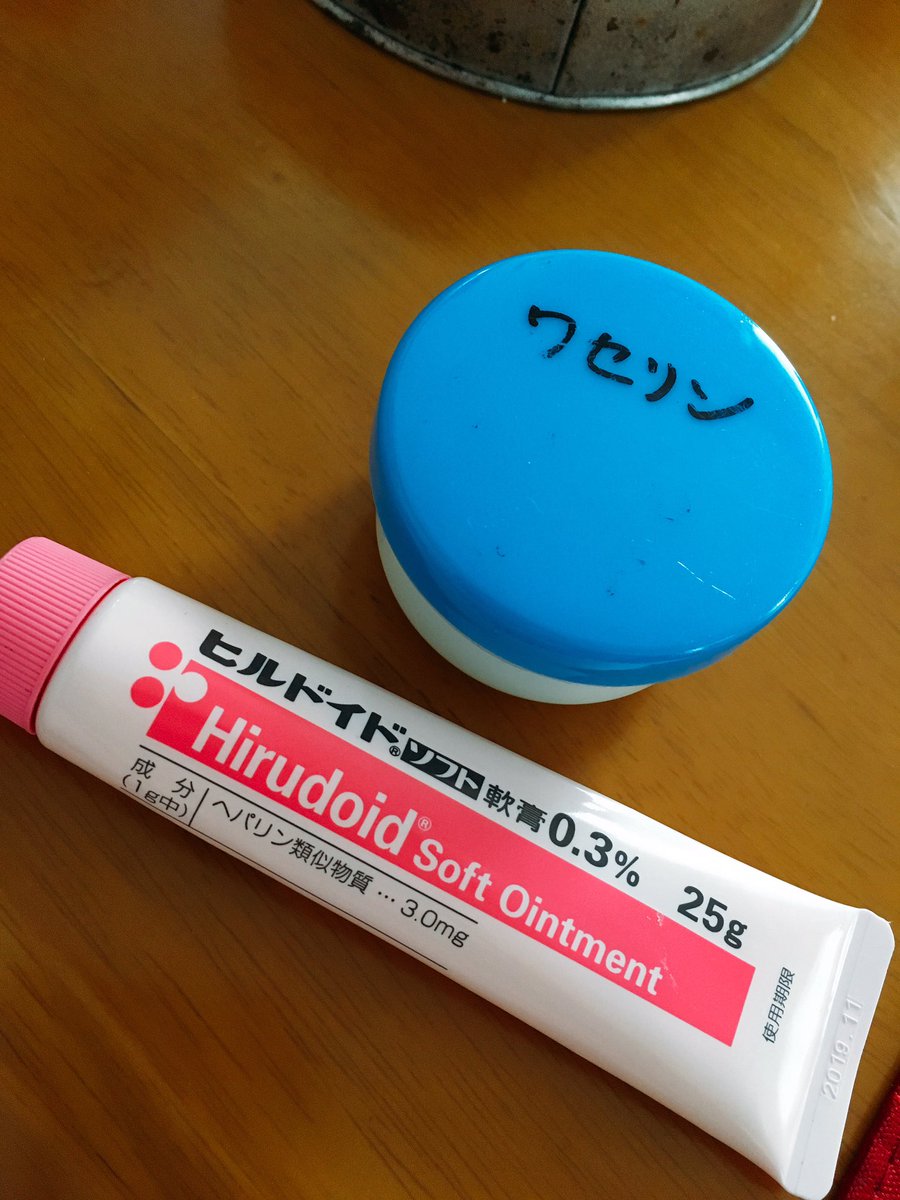 ワセリン
ヒルドイド®ソフト軟膏0.3% 25g
Hirudoid® Soft Ointment
成分
(1g中)
ヘパリン類似物質…3.0mg
使用期限
2019.11